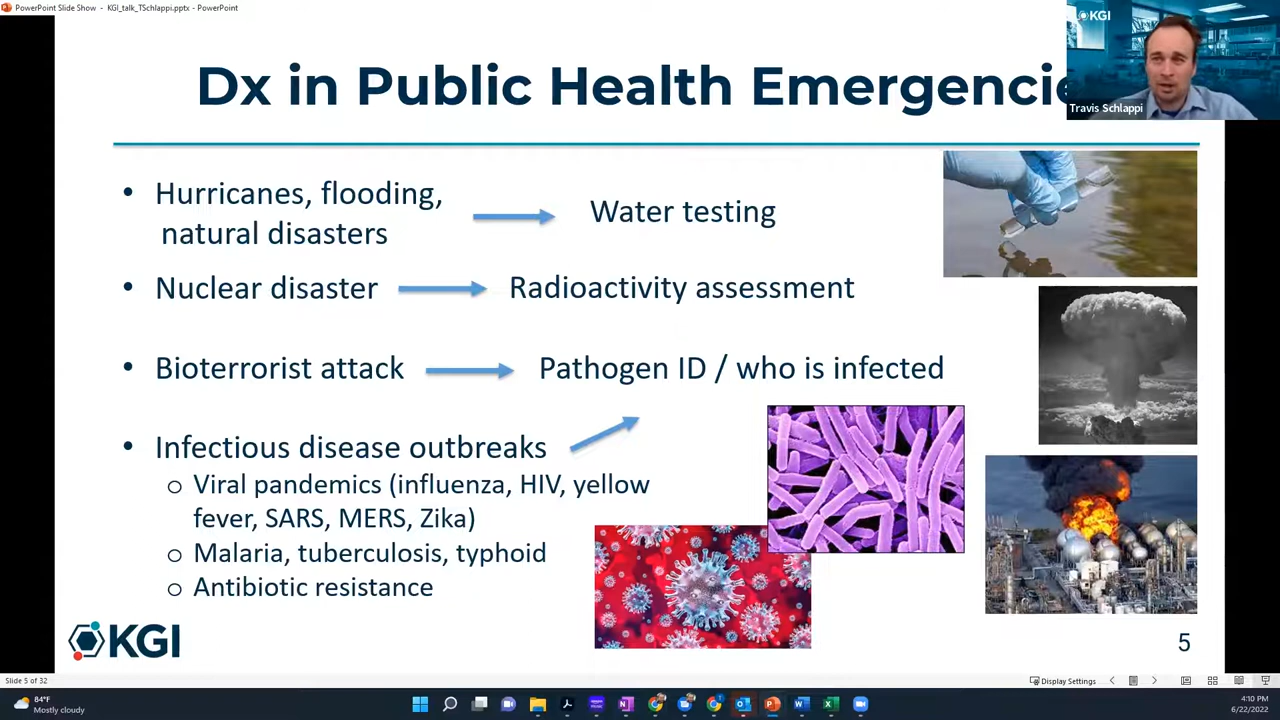 PowerPoint Slide Show - KGI_talk_TSchlappi.pptx - PowerPoint
KGI
Travis Schlappi
Dx in Public Health Emergencie
• Hurricanes, flooding,
natural disasters
Water testing
• Nuclear disaster
Radioactivity assessment
• Bioterrorist attack
Pathogen ID / who is infected
• Infectious disease outbreaks
o Viral pandemics (influenza, HIV, yellow
fever, SARS, MERS, Zika)
o Malaria, tuberculosis, typhoid
o Antibiotic resistance
KGI
5
Slide 5 of 32
Display Settings
84°F
Mostly cloudy
4:10 PM
6/22/2022